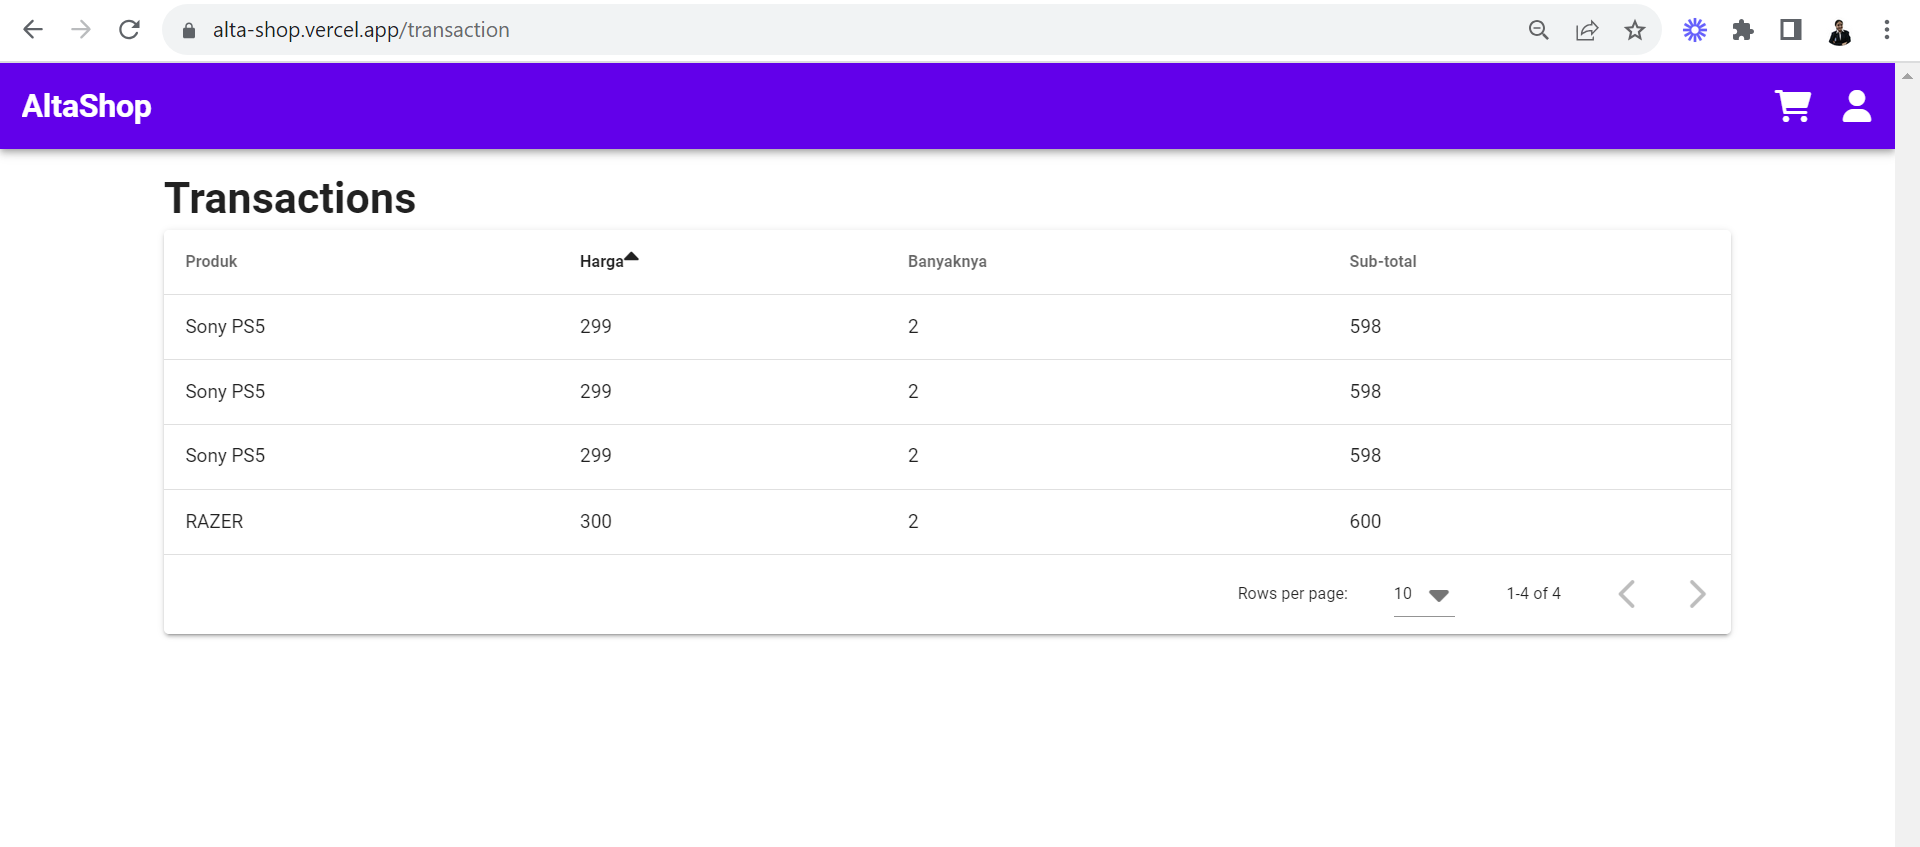 alta-shop.vercel.app/transaction
AltaShop
Transactions
Produk Harga Banyaknya Sub-total
Sony PS5 299 2 598
Sony PS5 299 2 598
Sony PS5 299 2 598
RAZER 300 2 600
Rows per page: 10 1-4 of 4